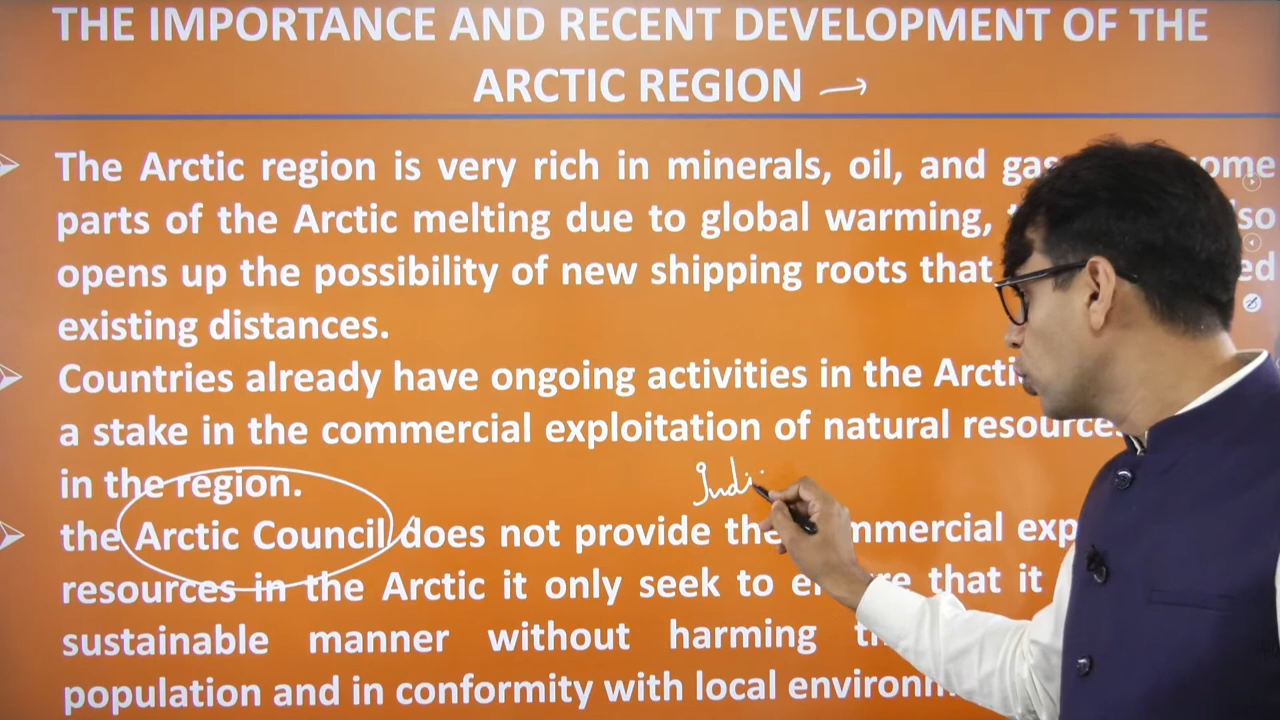 THE IMPORTANCE AND RECENT DEVELOPMENT OF THE
ARCTIC REGION
The Arctic region is very rich in minerals, oil, and
parts of the Arctic melting due to global warming,
opens up the possibility of new shipping roots that
existing distances.
Countries already have ongoing activities in the
a stake in the commercial exploitation of natural resources
in the region.
Indi
the Arctic Council does not provide
resources in the Arctic it only seek to that it
sustainable manner without harming
population and in conformity with local